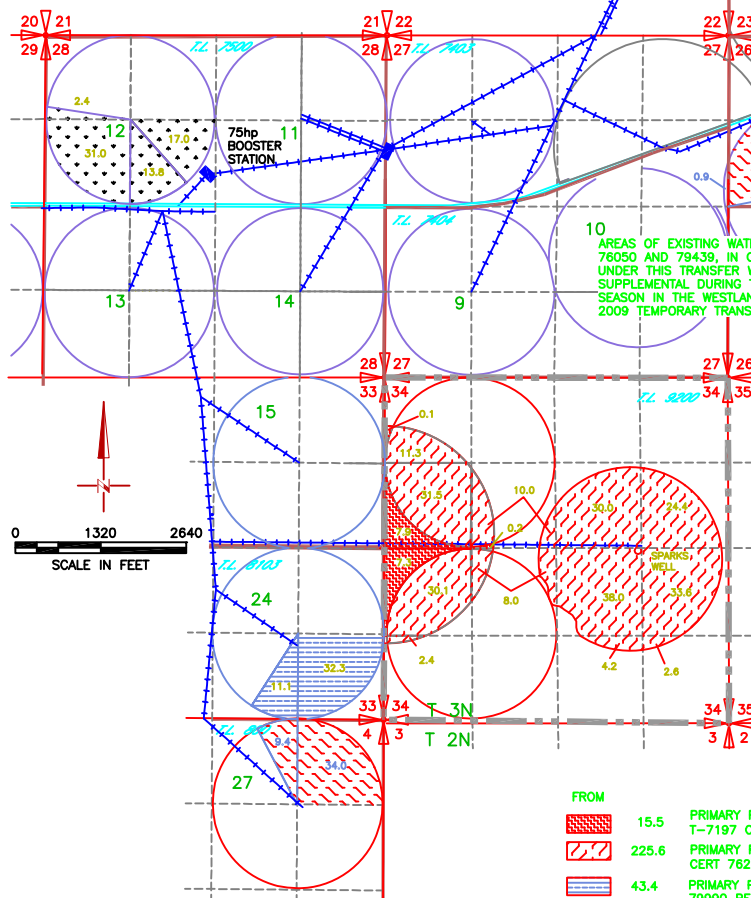 20 21
29 28
21 22
28 27
22 23
27 26
T.L. 7500
T.L. 7403
2.4
12
17.0
31.0
13.8
75hp
BOOSTER
STATION
11
0.9
T.L. 7404
10
AREAS OF EXISTING WAT
76050 AND 79439, IN
UNDER THIS TRANSFER
SUPPLEMENTAL DURING
SEASON IN THE WESTLAN
2009 TEMPORARY TRANS
13
14
9
28 27
33 34
27 26
34 35
T.L. 9200
15
0.1
11.3
31.5
10.0
30.0
24.4
N
0 1320 2640
SCALE IN FEET
0.2
SPARKS
WELL
T.L. 8103
24
30.1
8.0
38.0
33.6
32.3
11.1
2.4
4.2
2.6
33 34
4 3
T 3N
T 2N
34 35
3 2
9.4
34.0
27
FROM
15.5 PRIMARY
T-7197
225.6 PRIMARY
CERT 762
43.4 PRIMARY